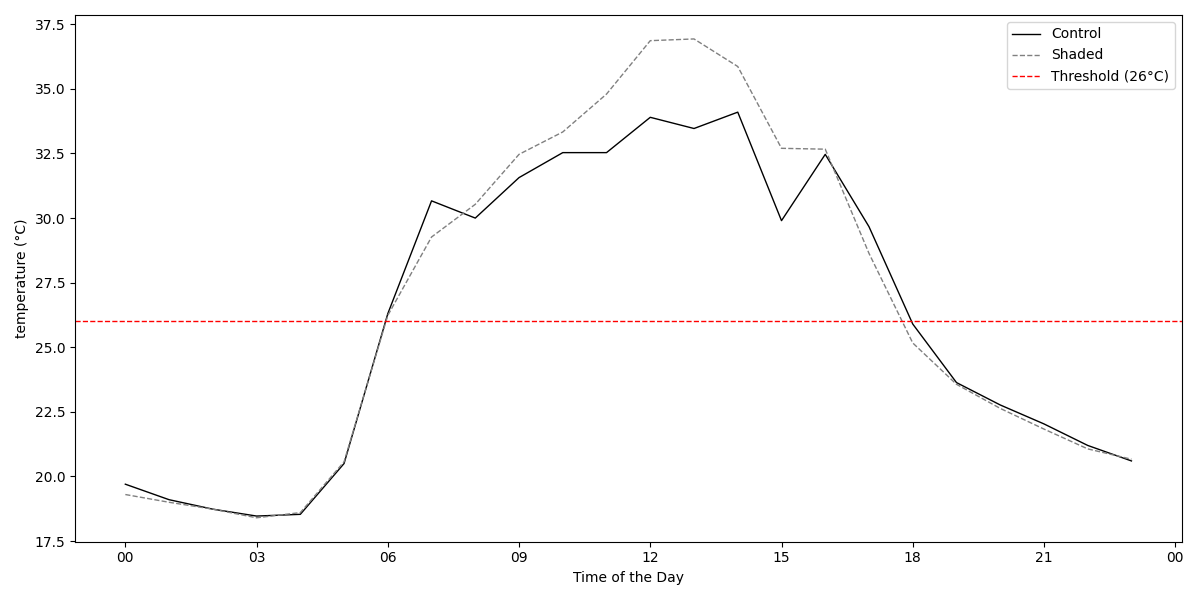 37.5
35.0
32.5
30.0
27.5
25.0
22.5
20.0
17.5
temperature (°C)
Control
Shaded
Threshold (26°C)
00 03 06 09 12 15 18 21 00
Time of the Day